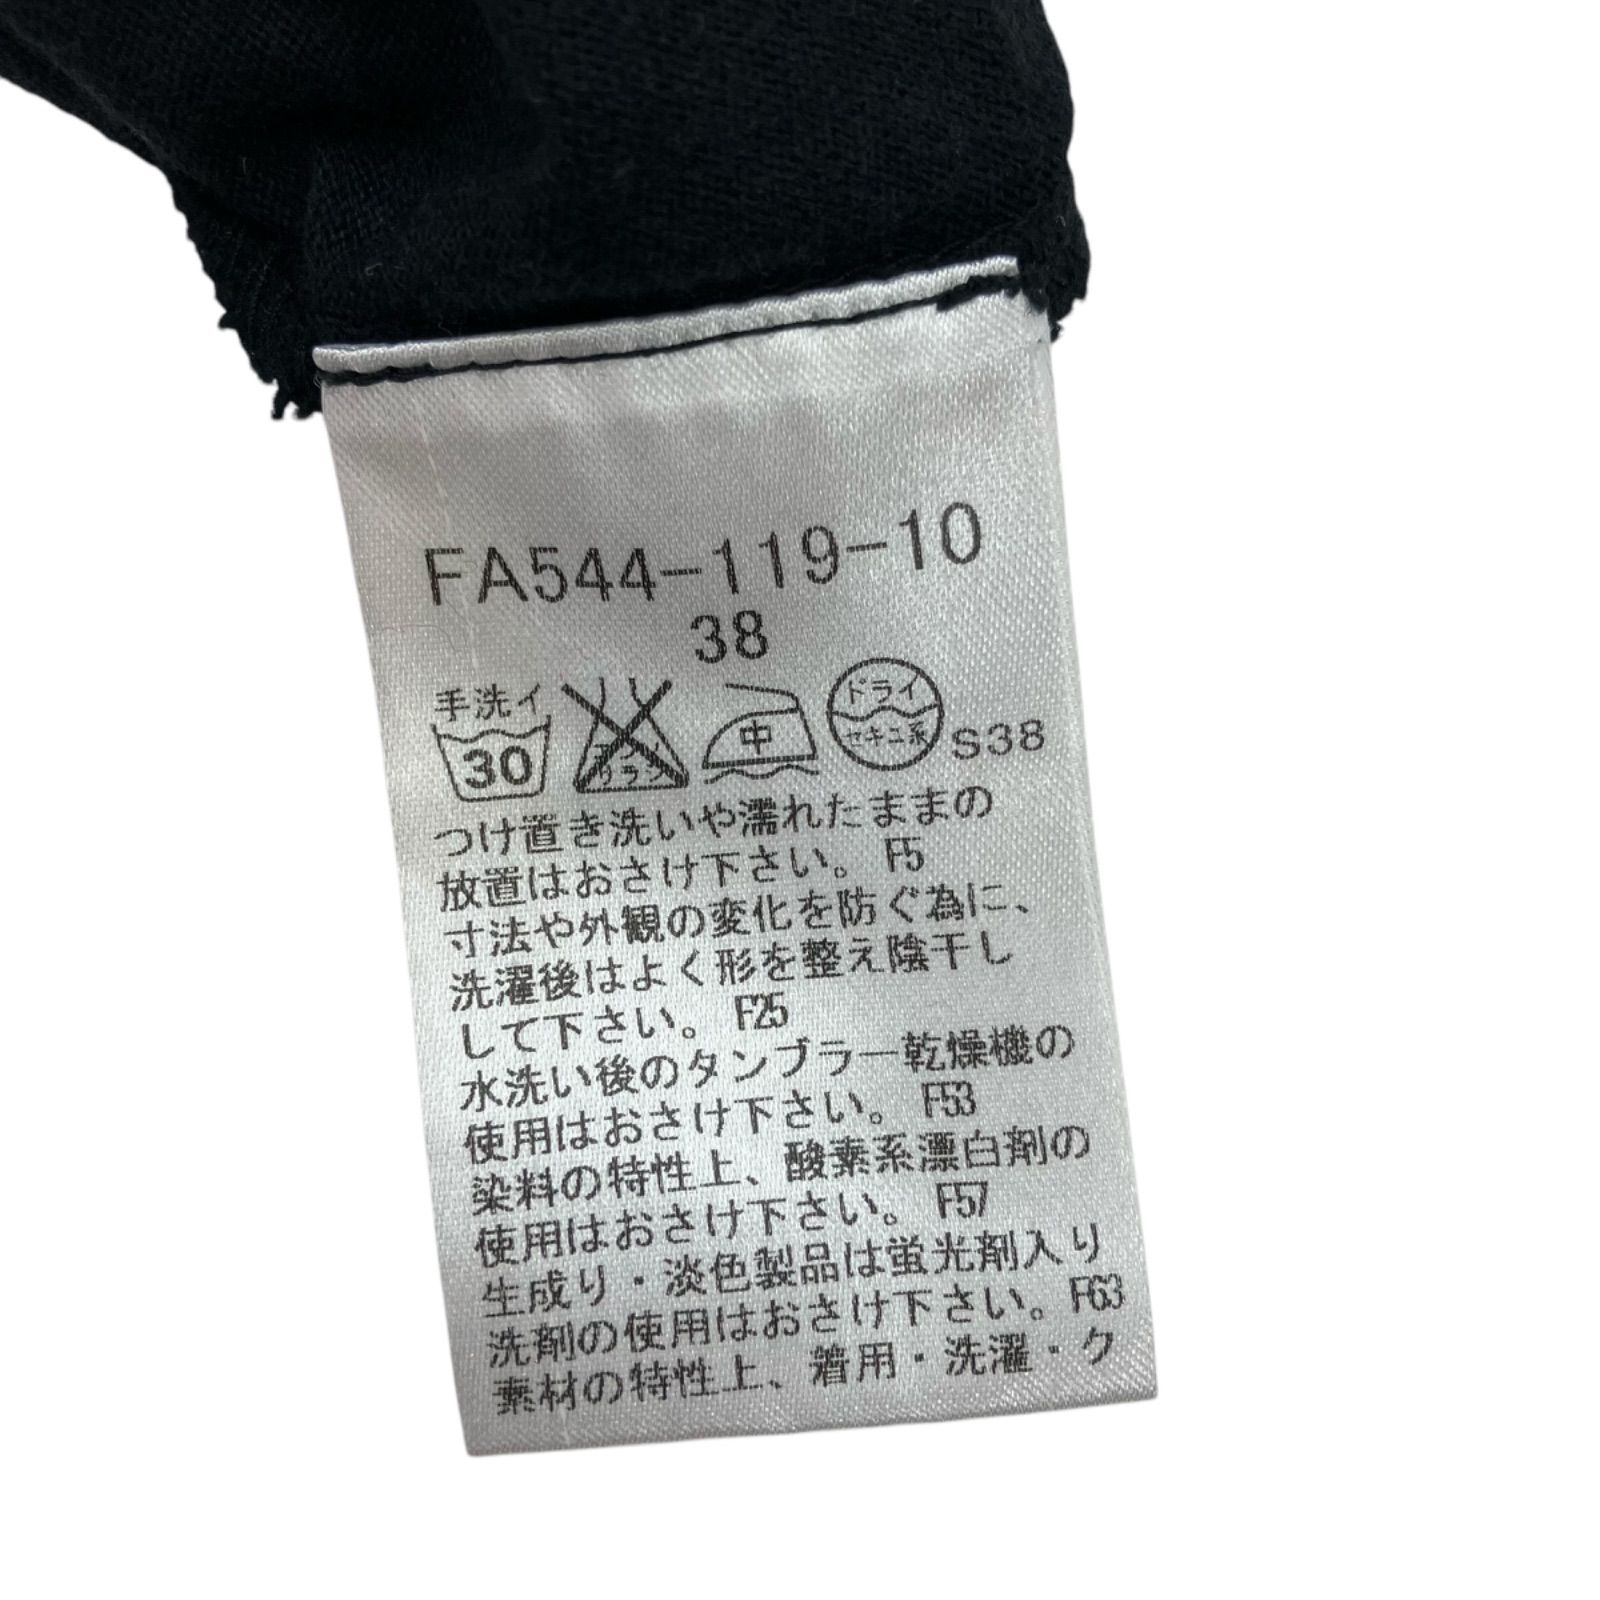 FA544-119-10
38
手洗イ
30
エンソ
サラシ
中
ドライ
セキユ系
S38
つけ置き洗いや濡れたままの
放置はおさけ下さい。 F5
寸法や外観の変化を防ぐ為に、
洗濯後はよく形を整え陰干し
して下さい。 F25
水洗い後のタンブラー乾燥機の
使用はおさけ下さい。 F53
染料の特性上、酸素系漂白剤の
使用はおさけ下さい。 F57
生成り・淡色製品は蛍光剤入り
洗剤の使用はおさけ下さい。F63
素材の特性上、着用・洗濯・ク